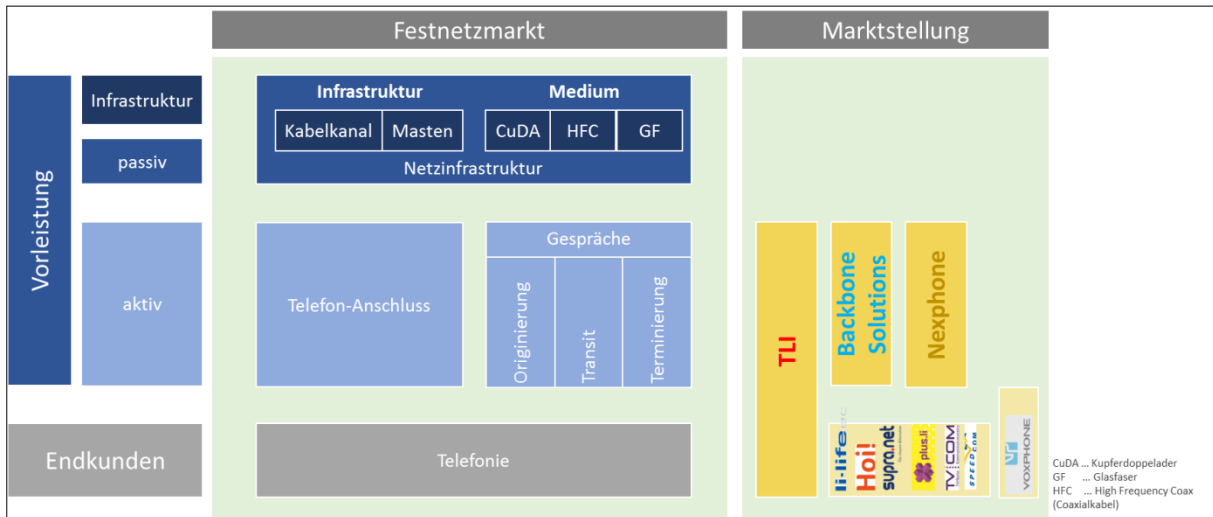 Festnetzmarkt
Marktstellung
Vorleistung
Infrastruktur
passiv
aktiv
Infrastruktur
Medium
Kabelkanal
Masten
CuDA
HFC
GF
Netzinfrastruktur
Telefon-Anschluss
Gespräche
Originierung
Transit
Terminierung
TLI
Backbone
Solutions
Nexphone
Endkunden
Telefonie
li-life
Hoi!
supra.net
plus.li
TV-COM
SPEEDCOM
VOXPHONE
CuDA ... Kupferdoppelader
GF ... Glasfaser
HFC ... High Frequency Coax
(Coaxialkabel)